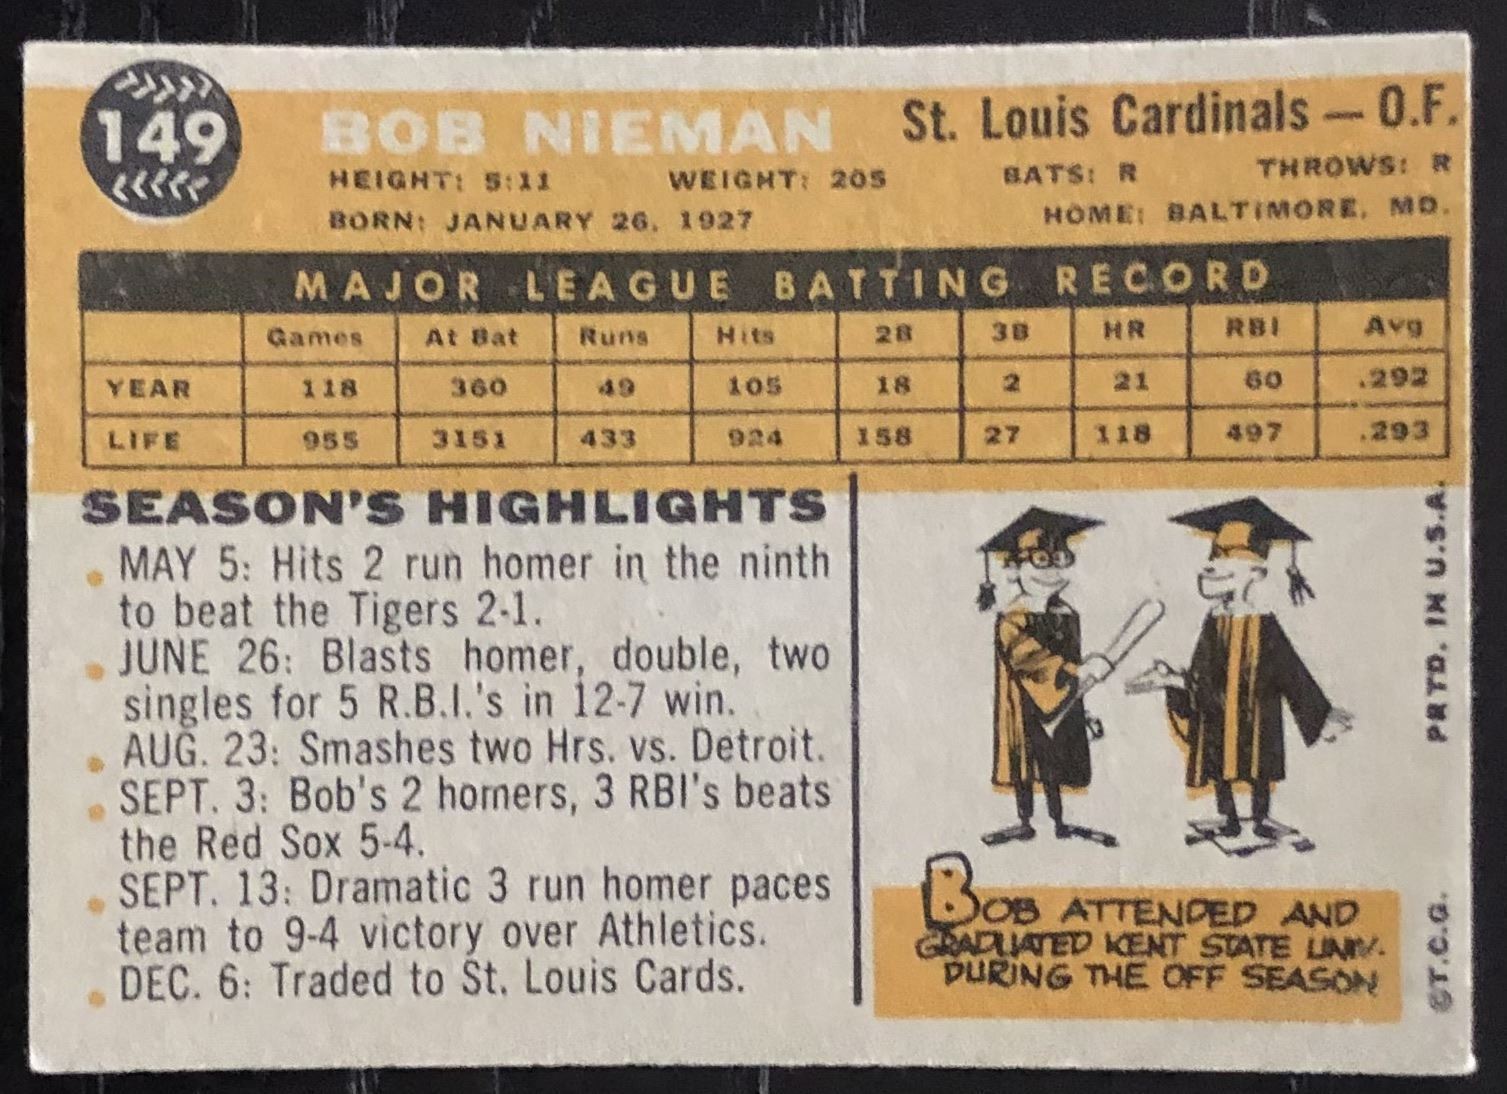 149
BOB NIEMAN
St. Louis Cardinals — O.F.
HEIGHT: 5:11 WEIGHT: 205 BATS: R THROWS: R
BORN: JANUARY 26, 1927 HOME: BALTIMORE, MD.
MAJOR LEAGUE BATTING RECORD
Games At Bat Runs Hits 2B 3B HR RBI Avg
YEAR 118 360 49 105 18 2 21 60 .292
LIFE 955 3151 433 924 158 27 118 497 .293
SEASON'S HIGHLIGHTS
MAY 5: Hits 2 run homer in the ninth
to beat the Tigers 2-1.
JUNE 26: Blasts homer, double, two
singles for 5 R.B.I.'s in 12-7 win.
AUG. 23: Smashes two Hrs. vs. Detroit.
SEPT. 3: Bob's 2 homers, 3 RBI's beats
the Red Sox 5-4.
SEPT. 13: Dramatic 3 run homer paces
team to 9-4 victory over Athletics.
DEC. 6: Traded to St. Louis Cards.
BOB ATTENDED AND
GRADUATED KENT STATE UNIV.
DURING THE OFF SEASON
©T.C.G. PRTD. IN U.S.A.